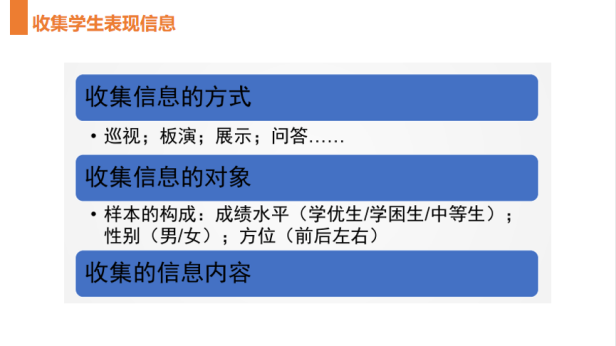 收集学生表现信息
收集信息的方式
• 巡视；板演；展示；问答……
收集信息的对象
• 样本的构成：成绩水平（学优生/学困生/中等生）；
性别（男/女）；方位（前后左右）
收集的信息内容